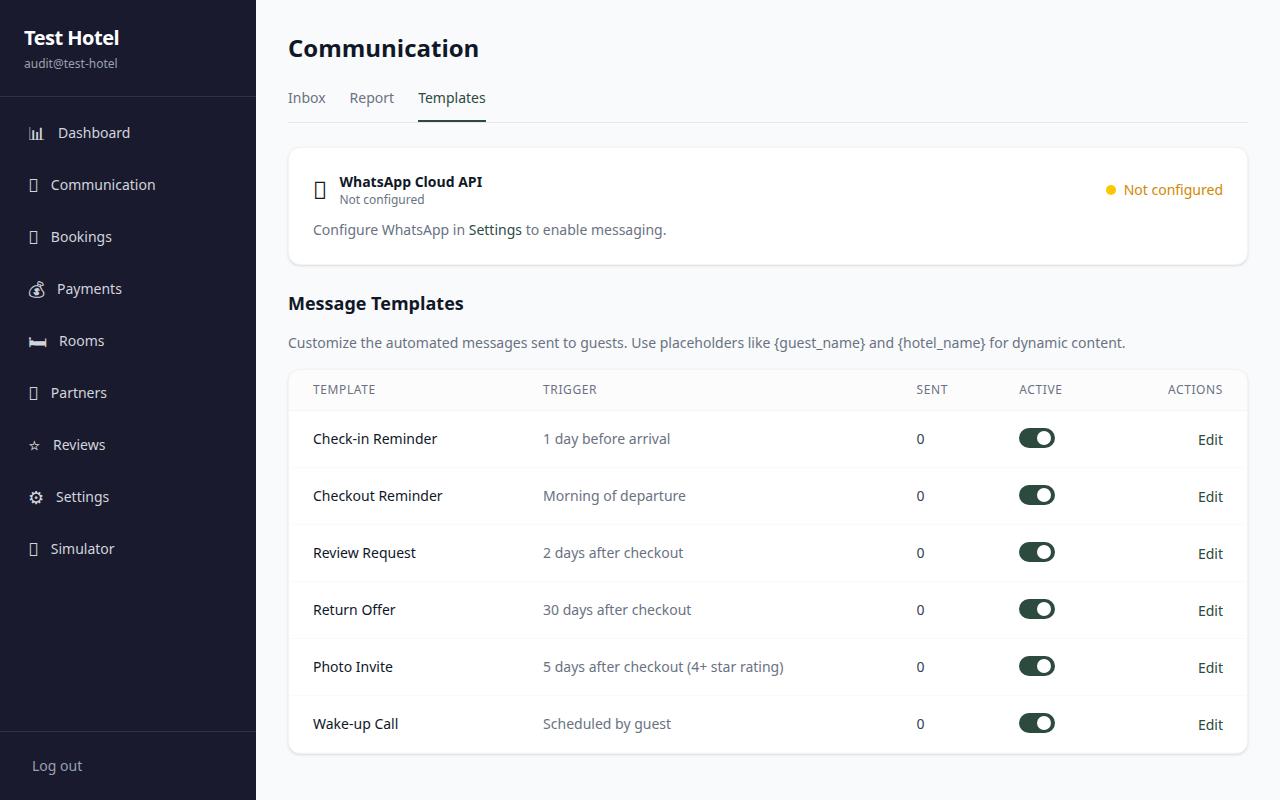 Test Hotel
audit@test-hotel
Dashboard
Communication
Bookings
Payments
Rooms
Partners
Reviews
Settings
Simulator
Log out
Communication
Inbox Report Templates
WhatsApp Cloud API
Not configured
Not configured
Configure WhatsApp in Settings to enable messaging.
Message Templates
Customize the automated messages sent to guests. Use placeholders like {guest_name} and {hotel_name} for dynamic content.
TEMPLATE TRIGGER SENT ACTIVE ACTIONS
Check-in Reminder 1 day before arrival 0 Edit
Checkout Reminder Morning of departure 0 Edit
Review Request 2 days after checkout 0 Edit
Return Offer 30 days after checkout 0 Edit
Photo Invite 5 days after checkout (4+ star rating) 0 Edit
Wake-up Call Scheduled by guest 0 Edit